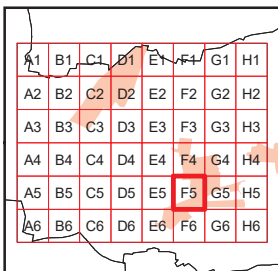 A1 B1 C1 D1 E1 F1 G1 H1
A2 B2 C2 D2 E2 F2 G2 H2
A3 B3 C3 D3 E3 F3 G3 H3
A4 B4 C4 D4 E4 F4 G4 H4
A5 B5 C5 D5 E5 F5 G5 H5
A6 B6 C6 D6 E6 F6 G6 H6